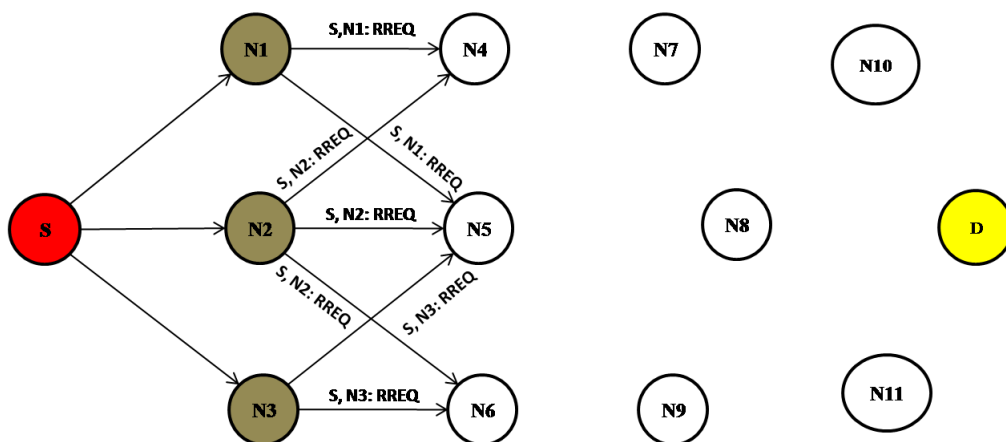 S,N1: RREQ
N1
N4
N7
N10
S, N2: RREQ
S, N1: RREQ
S
N2
S, N2: RREQ
N5
N8
D
S, N2: RREQ
S, N3: RREQ
N3
S, N3: RREQ
N6
N9
N11